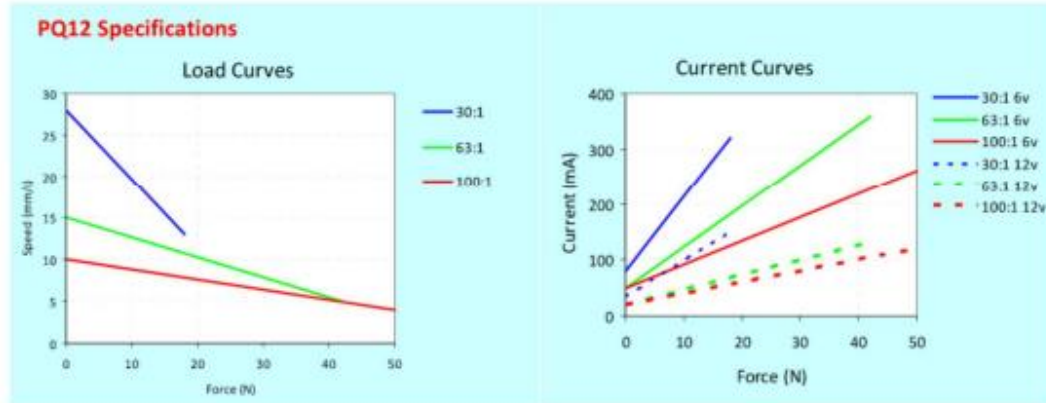 PQ12 Specifications
Load Curves
30
25
20
15
10
5
0
0 10 20 30 40 50
Speed (mm/s)
Force (N)
30:1
63:1
100:1
Current Curves
400
300
200
100
0
0 10 20 30 40 50
Current (mA)
Force (N)
30:1 6v
63:1 6v
100:1 6v
30:1 12v
63:1 12v
100:1 12v